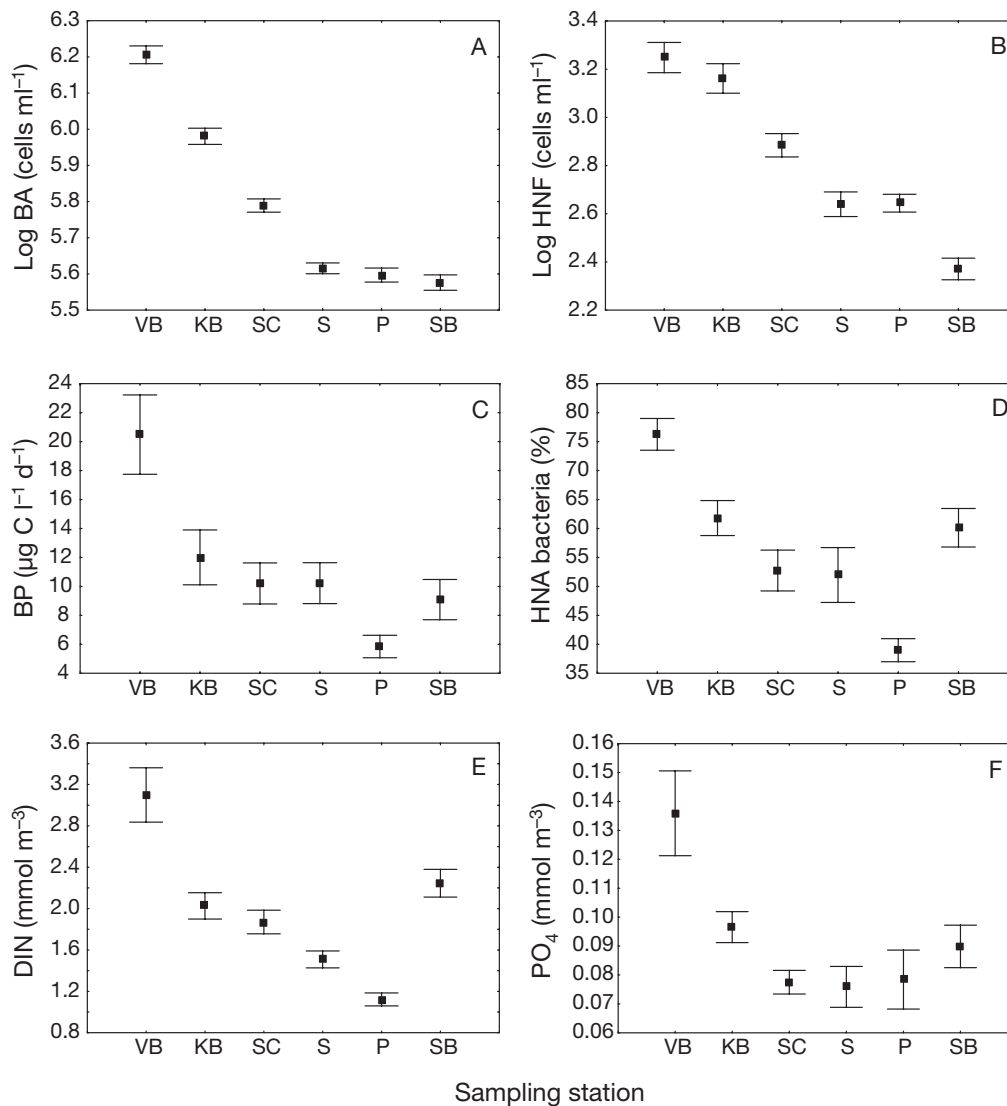 A
6.3
6.2
6.0
5.9
5.8
5.7
5.6
5.5
Log BA (cells ml⁻¹)
VB KB SC S P SB
B
3.4
3.2
3.0
2.8
2.6
2.4
2.2
Log HNF (cells ml⁻¹)
VB KB SC S P SB
C
24
22
20
18
16
14
12
10
8
6
4
BP (µg C l⁻¹ d⁻¹)
VB KB SC S P SB
D
85
80
75
70
65
60
55
50
45
40
35
HNA bacteria (%)
VB KB SC S P SB
E
3.6
3.2
2.8
2.4
2.0
1.6
1.2
0.8
DIN (mmol m⁻³)
VB KB SC S P SB
F
0.16
0.15
0.14
0.13
0.12
0.11
0.10
0.09
0.08
0.07
0.06
PO₄ (mmol m⁻³)
VB KB SC S P SB
Sampling station